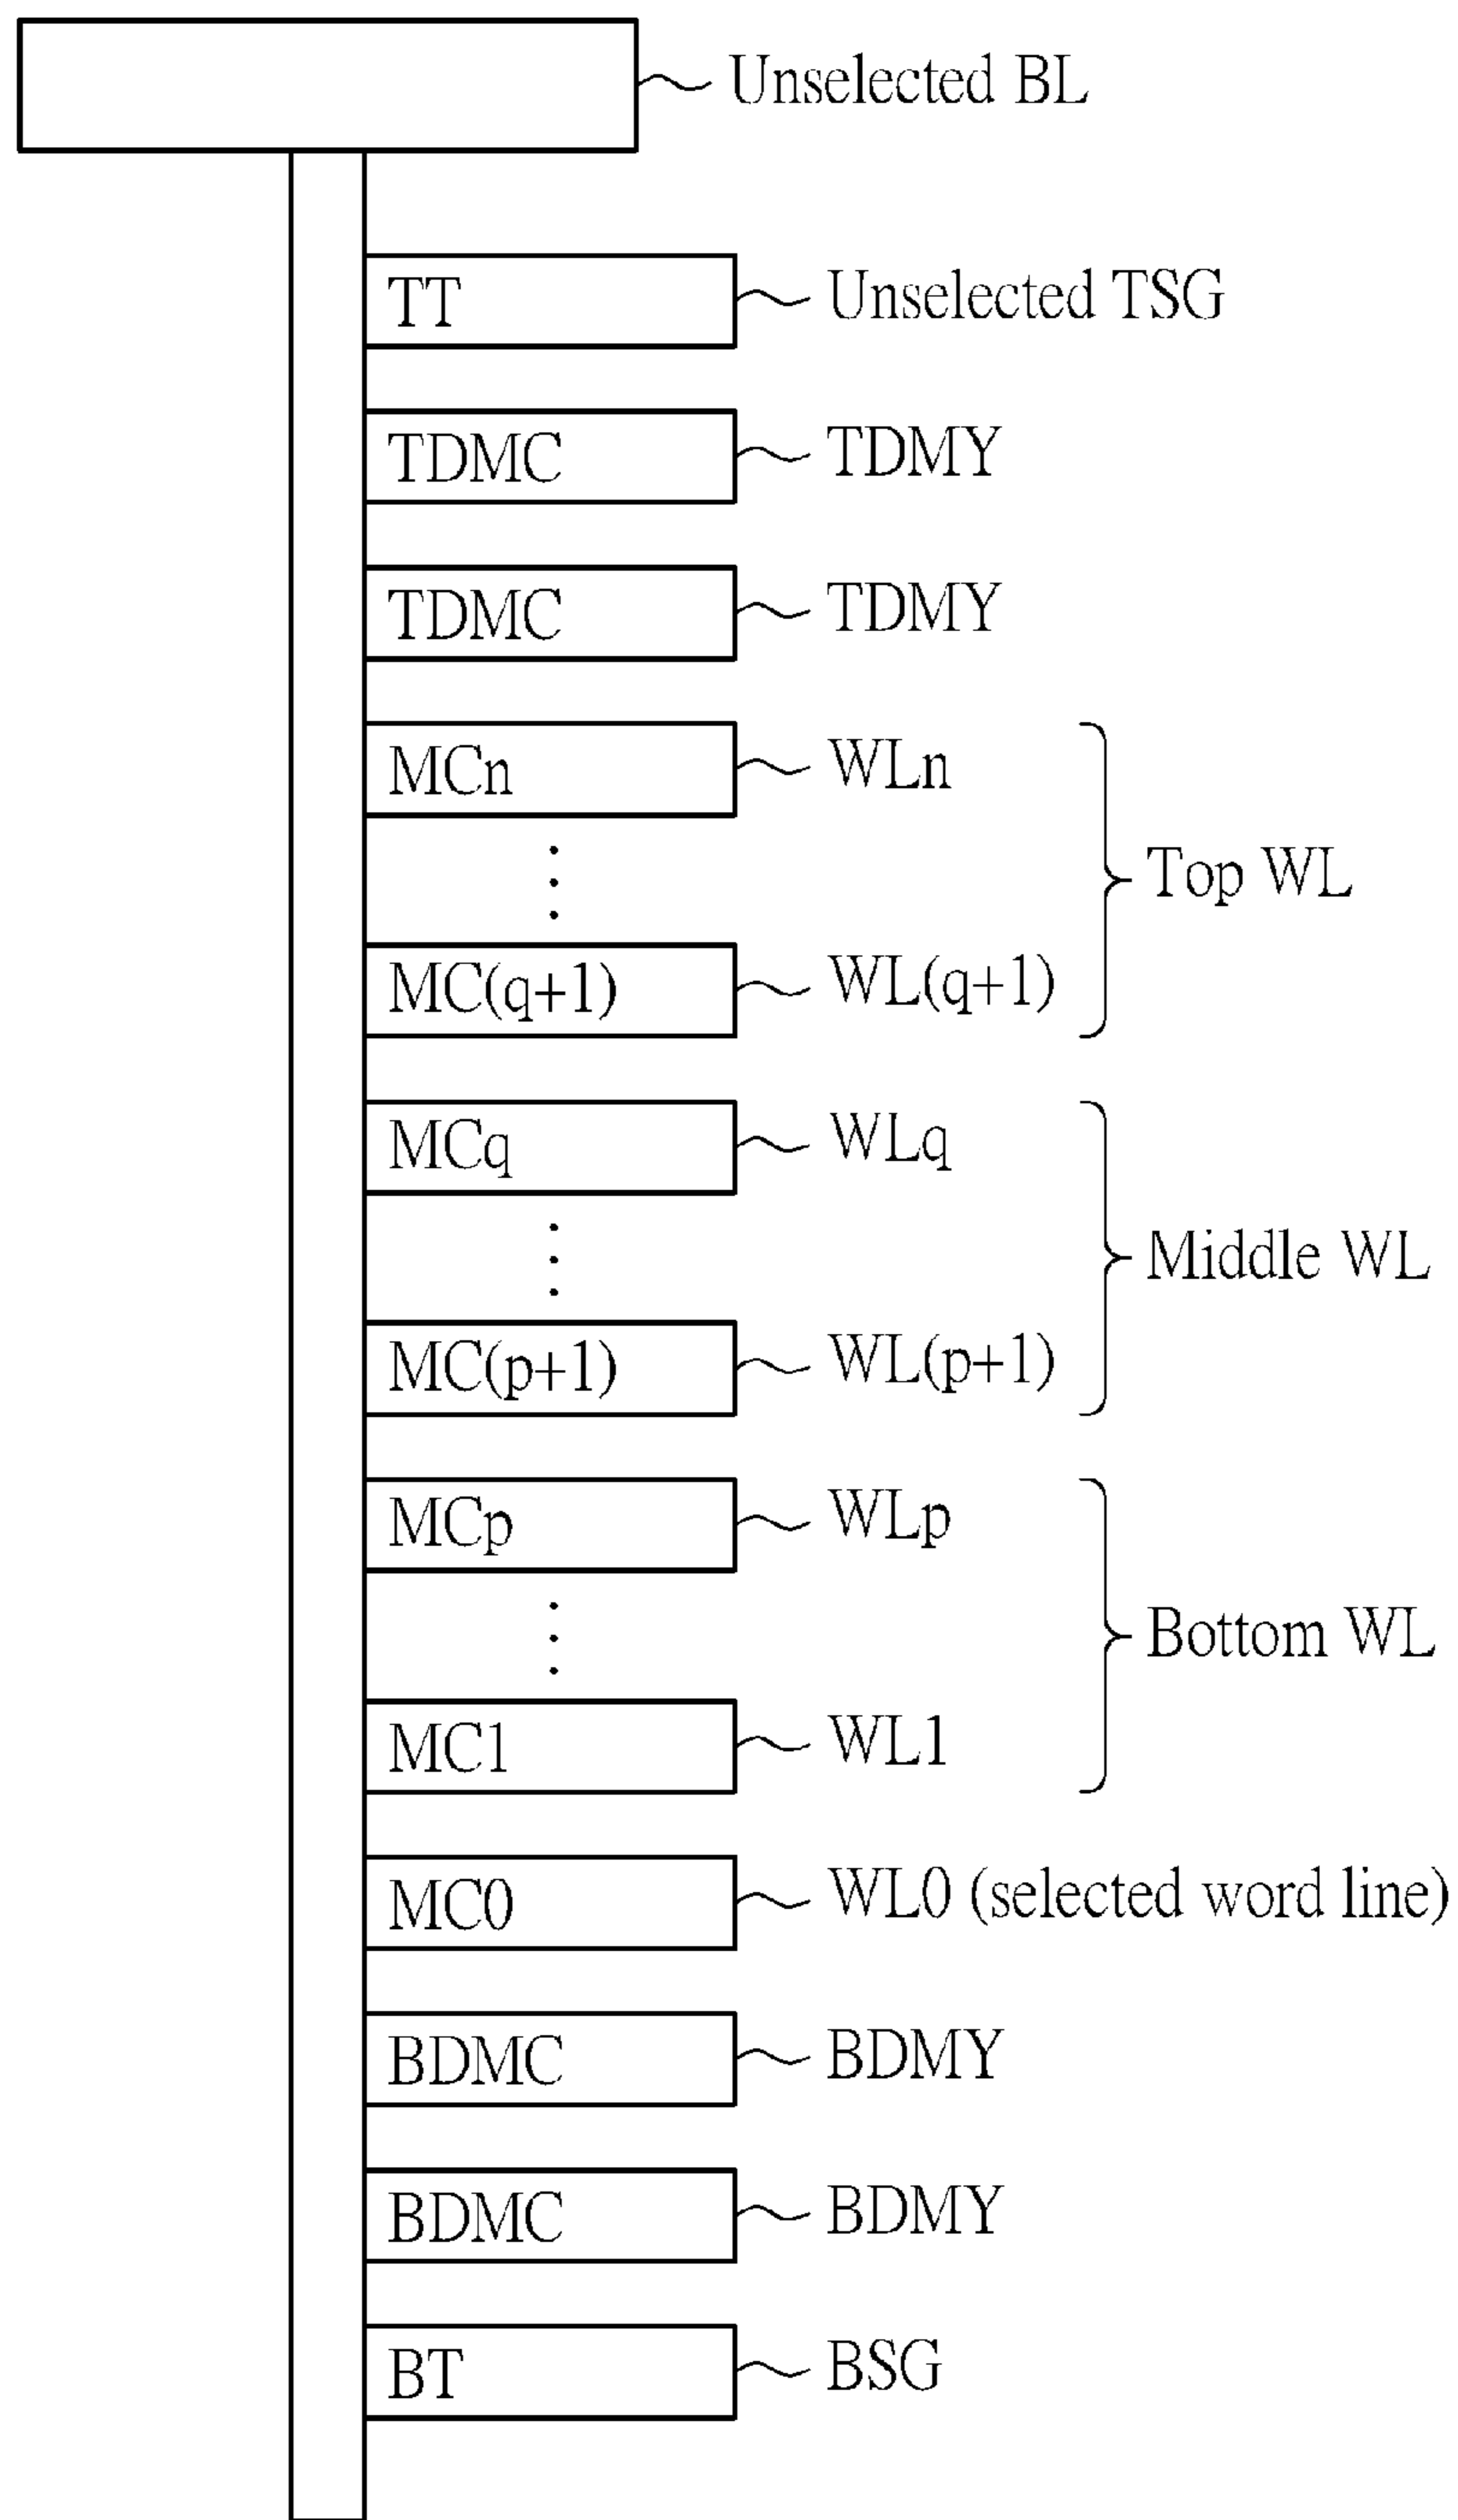 Unselected BL
TT Unselected TSG
TDMC TDMY
TDMC TDMY
MCn WLn
Top WL
MC(q+1) WL(q+1)
MCq WLq
Middle WL
MC(p+1) WL(p+1)
MCp WLp
Bottom WL
MC1 WL1
MC0 WL0 (selected word line)
BDMC BDMY
BDMC BDMY
BT BSG